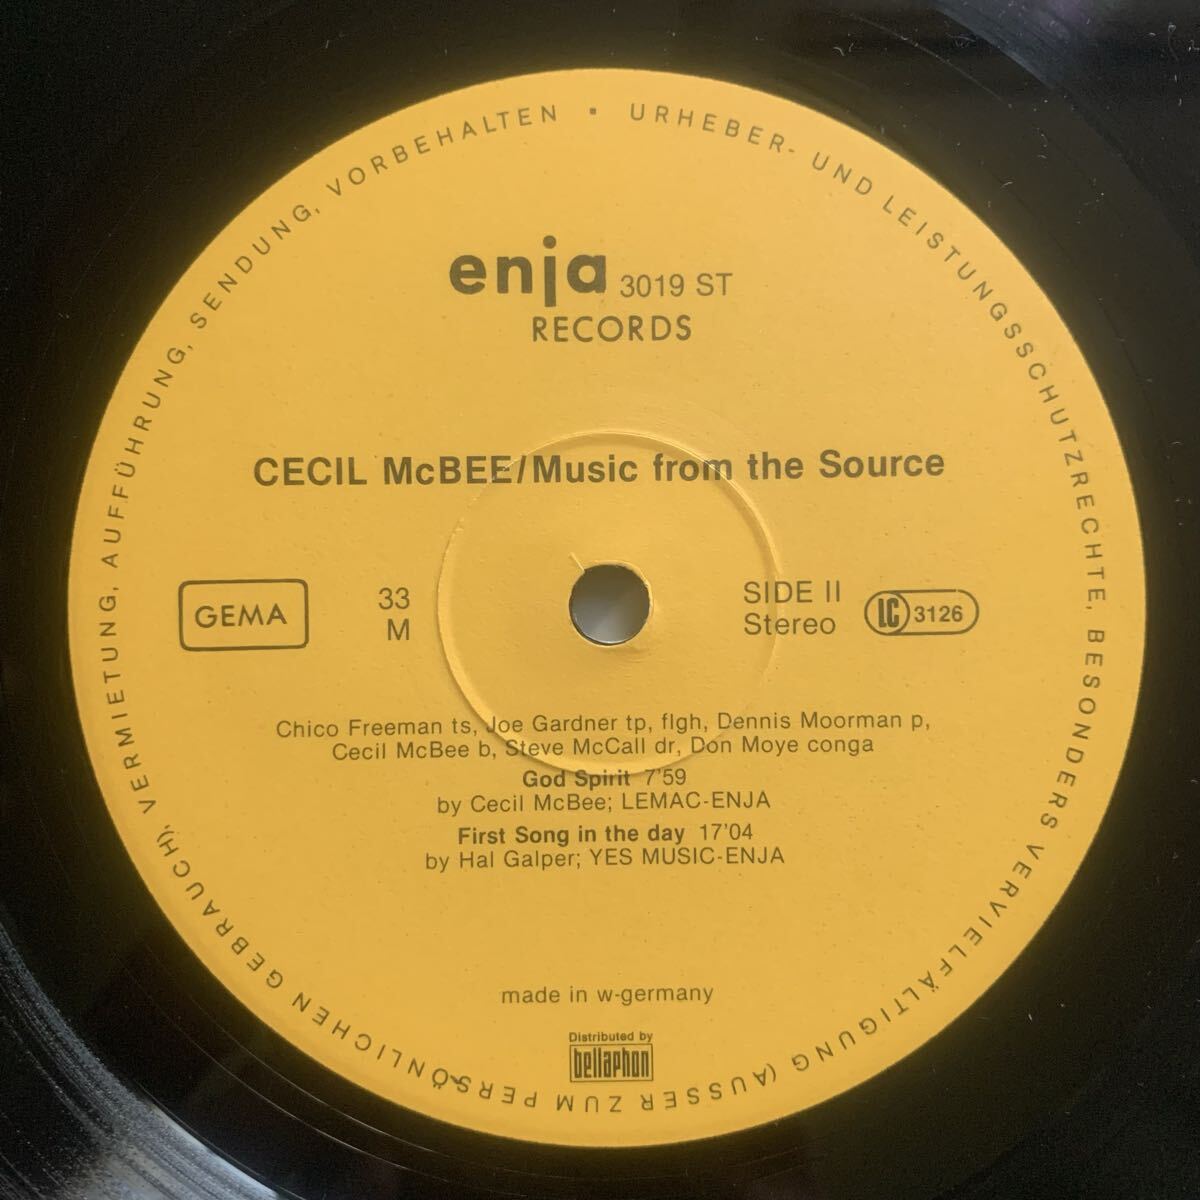 URHEBER- UND LEISTUNGSSCHUTZRECHTE, BESONDERS VERVIELFÄLTIGUNG (AUSSER ZUM PERSÖNLICHEN GEBRAUCH), VERMIETUNG, AUFFÜHRUNG, SENDUNG, VORBEHALTEN ·
enja 3019 ST
RECORDS
CECIL McBEE/Music from the Source
GEMA
33
M
SIDE II
Stereo
LC 3126
Chico Freeman ts, Joe Gardner tp, flgh, Dennis Moorman p,
Cecil McBee b, Steve McCall dr, Don Moye conga
God Spirit 7'59
by Cecil McBee; LEMAC-ENJA
First Song in the day 17'04
by Hal Galper; YES MUSIC-ENJA
made in w-germany
Distributed by
bellaphon